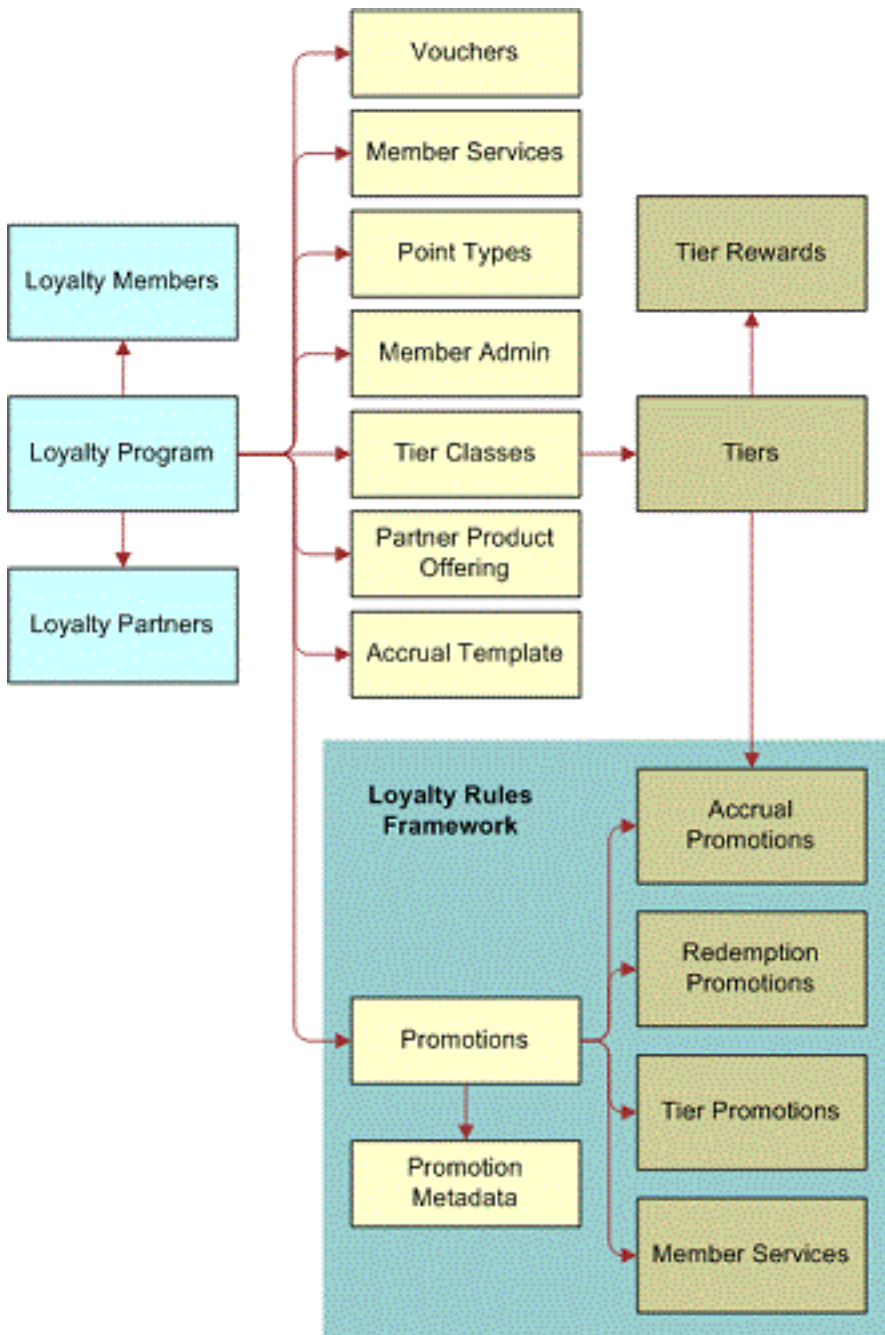 Vouchers
Member Services
Point Types
Tier Rewards
Loyalty Members
Member Admin
Loyalty Program
Tier Classes
Tiers
Partner Product
Offering
Loyalty Partners
Accrual Template
Loyalty Rules
Framework
Accrual
Promotions
Redemption
Promotions
Promotions
Tier Promotions
Promotion
Metadata
Member Services